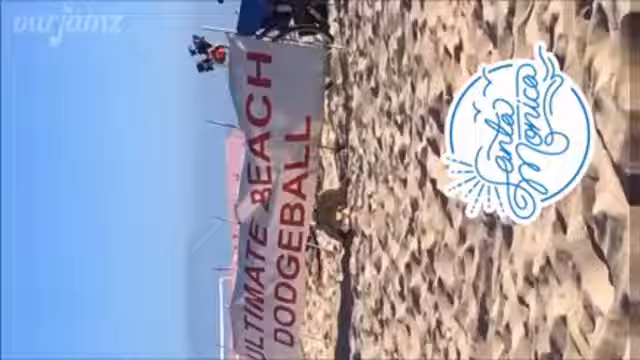 ourjamz
ULTIMATE BEACH
DODGEBALL
Santa
Monica